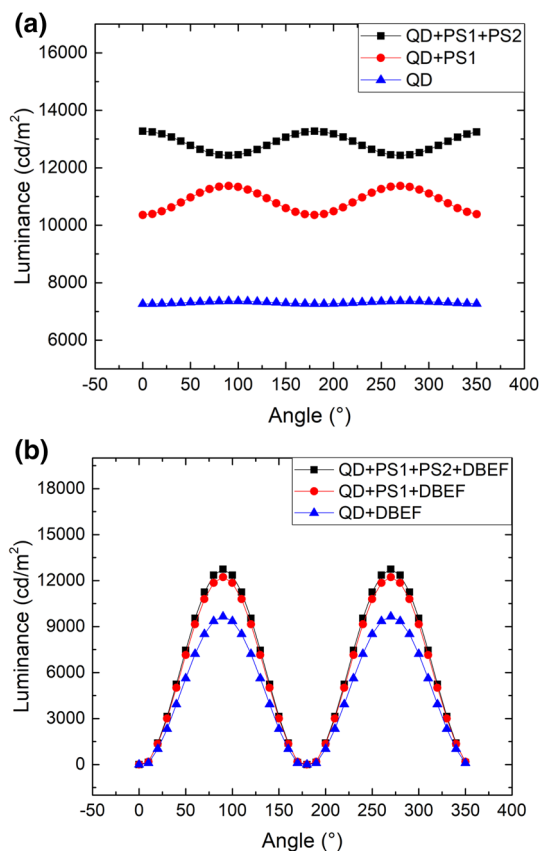 (a)
QD+PS1+PS2
QD+PS1
QD
16000
14000
12000
10000
8000
6000
Luminance (cd/m²)
-50 0 50 100 150 200 250 300 350 400
Angle (°)
(b)
QD+PS1+PS2+DBEF
QD+PS1+DBEF
QD+DBEF
18000
15000
12000
9000
6000
3000
0
Luminance (cd/m²)
-50 0 50 100 150 200 250 300 350 400
Angle (°)